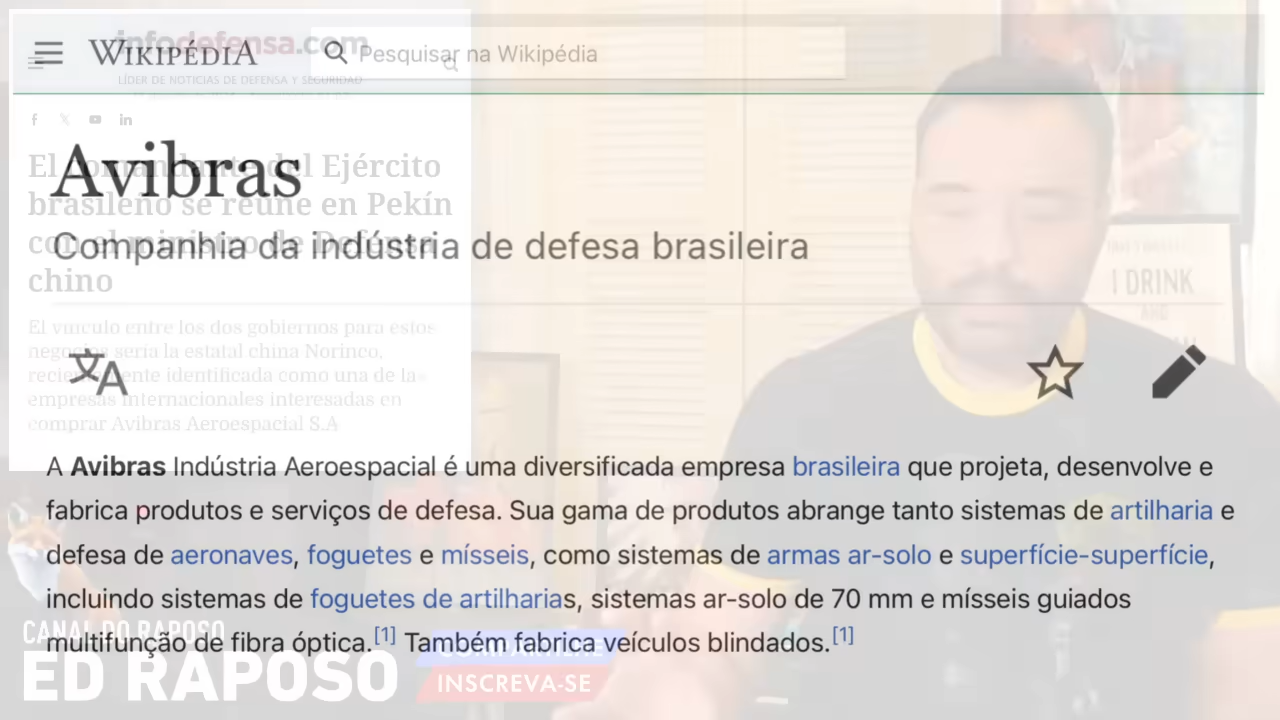 infodefensa.com
LÍDER DE NOTICIAS DE DEFENSA Y SEGURIDAD
WIKIPÉDIA
Pesquisar na Wikipédia
El comandante del Ejército
brasileño se reúne en Pekín
con el ministro de Defensa
chino
El vínculo entre los dos gobiernos para estos
negocios sería la estatal china Norinco,
recientemente identificada como una de las
empresas internacionales interesadas en
comprar Avibras Aeroespacial S.A
Avibras
Companhia da indústria de defesa brasileira
I DRINK
AND
A Avibras Indústria Aeroespacial é uma diversificada empresa brasileira que projeta, desenvolve e
fabrica produtos e serviços de defesa. Sua gama de produtos abrange tanto sistemas de artilharia e
defesa de aeronaves, foguetes e mísseis, como sistemas de armas ar-solo e superfície-superfície,
incluindo sistemas de foguetes de artilharias, sistemas ar-solo de 70 mm e mísseis guiados
multifunção de fibra óptica.[1] Também fabrica veículos blindados.[1]
CANAL DO RAPOSO
ED RAPOSO
COMPARTILHE
INSCREVA-SE